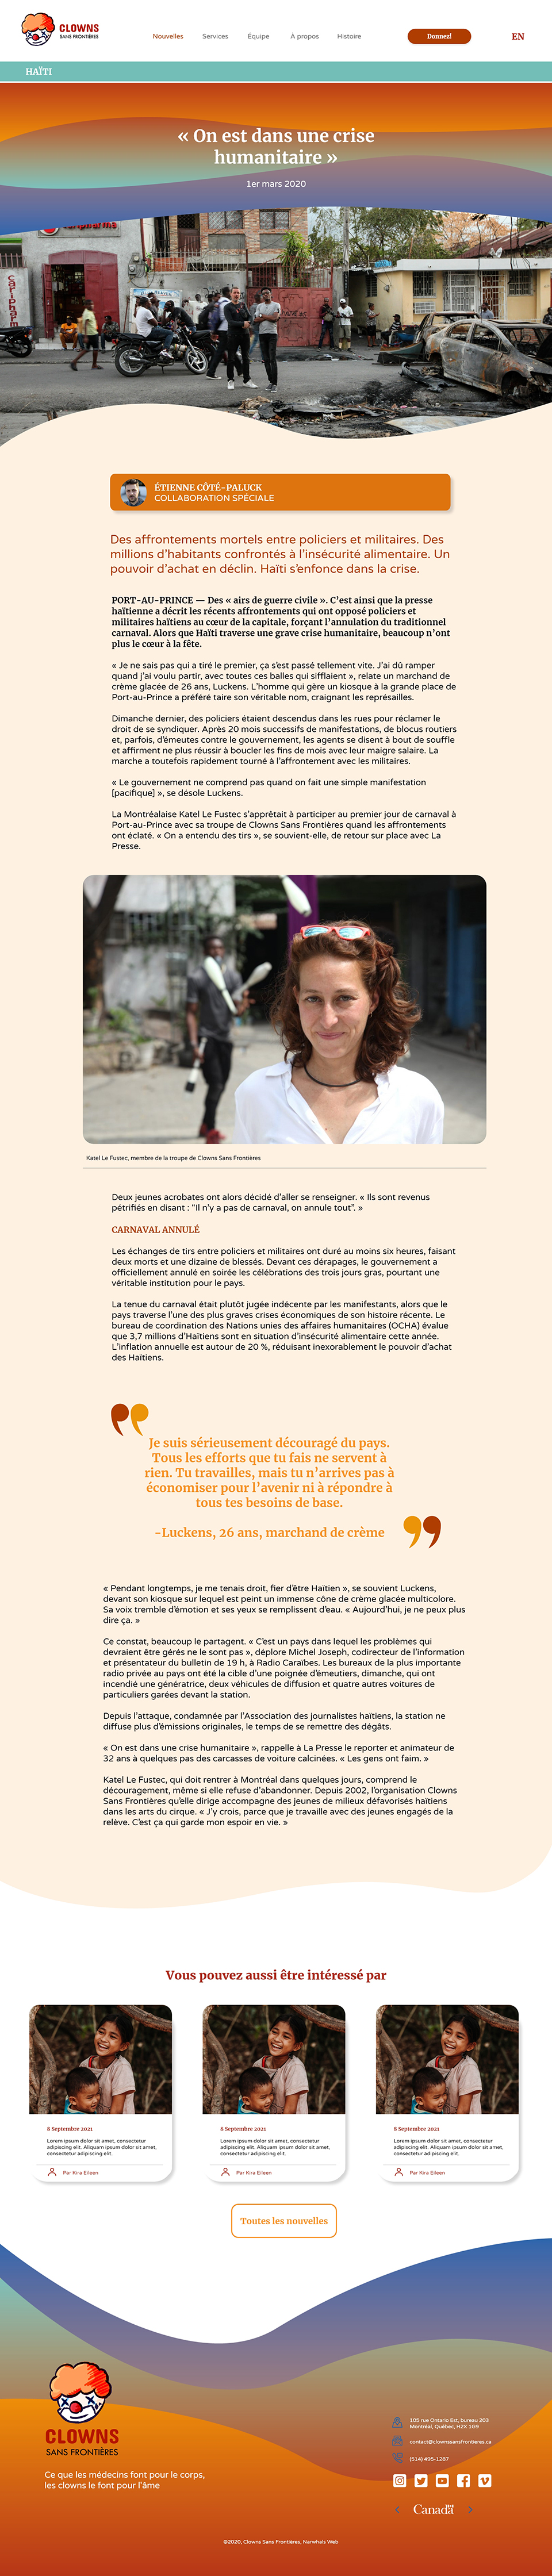 CLOWNS
SANS FRONTIÈRES
Nouvelles
Services
Équipe
À propos
Histoire
Donnez!
EN
HAÏTI
« On est dans une crise
humanitaire »
1er mars 2020
ÉTIENNE CÔTÉ-PALUCK
COLLABORATION SPÉCIALE
Des affrontements mortels entre policiers et militaires. Des
millions d’habitants confrontés à l’insécurité alimentaire. Un
pouvoir d’achat en déclin. Haïti s’enfonce dans la crise.
PORT-AU-PRINCE — Des « airs de guerre civile ». C’est ainsi que la presse
haïtienne a décrit les récents affrontements qui ont opposé policiers et
militaires haïtiens au cœur de la capitale, forçant l’annulation du traditionnel
carnaval. Alors que Haïti traverse une grave crise humanitaire, beaucoup n’ont
plus le cœur à la fête.
« Je ne sais pas qui a tiré le premier, ça s’est passé tellement vite. J’ai dû ramper
quand j’ai voulu partir, avec toutes ces balles qui sifflaient », relate un marchand de
crème glacée de 26 ans, Luckens. L’homme qui gère un kiosque à la grande place de
Port-au-Prince a préféré taire son véritable nom, craignant les représailles.
Dimanche dernier, des policiers étaient descendus dans les rues pour réclamer le
droit de se syndiquer. Après 20 mois successifs de manifestations, de blocus routiers
et, parfois, d’émeutes contre le gouvernement, les agents se disent à bout de souffle
et affirment ne plus réussir à boucler les fins de mois avec leur maigre salaire. La
marche a toutefois rapidement tourné à l’affrontement avec les militaires.
« Le gouvernement ne comprend pas quand on fait une simple manifestation
[pacifique] », se désole Luckens.
La Montréalaise Katel Le Fustec s’apprêtait à participer au premier jour de carnaval à
Port-au-Prince avec sa troupe de Clowns Sans Frontières quand les affrontements
ont éclaté. « On a entendu des tirs », se souvient-elle, de retour sur place avec La
Presse.
Katel Le Fustec, membre de la troupe de Clowns Sans Frontières
Deux jeunes acrobates ont alors décidé d’aller se renseigner. « Ils sont revenus
pétrifiés en disant : “Il n’y a pas de carnaval, on annule tout”. »
CARNAVAL ANNULÉ
Les échanges de tirs entre policiers et militaires ont duré au moins six heures, faisant
deux morts et une dizaine de blessés. Devant ces dérapages, le gouvernement a
officiellement annulé en soirée les célébrations des trois jours gras, pourtant une
véritable institution pour le pays.
La tenue du carnaval était plutôt jugée indécente par les manifestants, alors que le
pays traverse l’une des plus graves crises économiques de son histoire récente. Le
bureau de coordination des Nations unies des affaires humanitaires (OCHA) évalue
que 3,7 millions d’Haïtiens sont en situation d’insécurité alimentaire cette année.
L’inflation annuelle est autour de 20 %, réduisant inexorablement le pouvoir d’achat
des Haïtiens.
Je suis sérieusement découragé du pays.
Tous les efforts que tu fais ne servent à
rien. Tu travailles, mais tu n’arrives pas à
économiser pour l’avenir ni à répondre à
tous tes besoins de base.
-Luckens, 26 ans, marchand de crème
« Pendant longtemps, je me tenais droit, fier d’être Haïtien », se souvient Luckens,
devant son kiosque sur lequel est peint un immense cône de crème glacée multicolore.
Sa voix tremble d’émotion et ses yeux se remplissent d’eau. « Aujourd’hui, je ne peux plus
dire ça. »
Ce constat, beaucoup le partagent. « C’est un pays dans lequel les problèmes qui
devraient être gérés ne le sont pas », déplore Michel Joseph, codirecteur de l’information
et présentateur du bulletin de 19 h, à Radio Caraïbes. Les bureaux de la plus importante
radio privée au pays ont été la cible d’une poignée d’émeutiers, dimanche, qui ont
incendié une génératrice, deux véhicules de diffusion et quatre autres voitures de
particuliers garées devant la station.
Depuis l’attaque, condamnée par l’Association des journalistes haïtiens, la station ne
diffuse plus d’émissions originales, le temps de se remettre des dégâts.
« On est dans une crise humanitaire », rappelle à La Presse le reporter et animateur de
32 ans à quelques pas des carcasses de voiture calcinées. « Les gens ont faim. »
Katel Le Fustec, qui doit rentrer à Montréal dans quelques jours, comprend le
découragement, même si elle refuse d’abandonner. Depuis 2002, l’organisation Clowns
Sans Frontières qu’elle dirige accompagne des jeunes de milieux défavorisés haïtiens
dans les arts du cirque. « J’y crois, parce que je travaille avec des jeunes engagés de la
relève. C’est ça qui garde mon espoir en vie. »
Vous pouvez aussi être intéressé par
8 Septembre 2021
Lorem ipsum dolor sit amet, consectetur
adipiscing elit. Aliquam ipsum dolor sit amet,
consectetur adipiscing elit.
Par Kira Eileen
8 Septembre 2021
Lorem ipsum dolor sit amet, consectetur
adipiscing elit. Aliquam ipsum dolor sit amet,
consectetur adipiscing elit.
Par Kira Eileen
8 Septembre 2021
Lorem ipsum dolor sit amet, consectetur
adipiscing elit. Aliquam ipsum dolor sit amet,
consectetur adipiscing elit.
Par Kira Eileen
Toutes les nouvelles
CLOWNS
SANS FRONTIÈRES
Ce que les médecins font pour le corps,
les clowns le font pour l’âme
105 rue Ontario Est, bureau 203
Montréal, Québec, H2X 1G9
contact@clownssansfrontieres.ca
(514) 495-1287
Canada
©2020, Clowns Sans Frontières, Narwhals Web